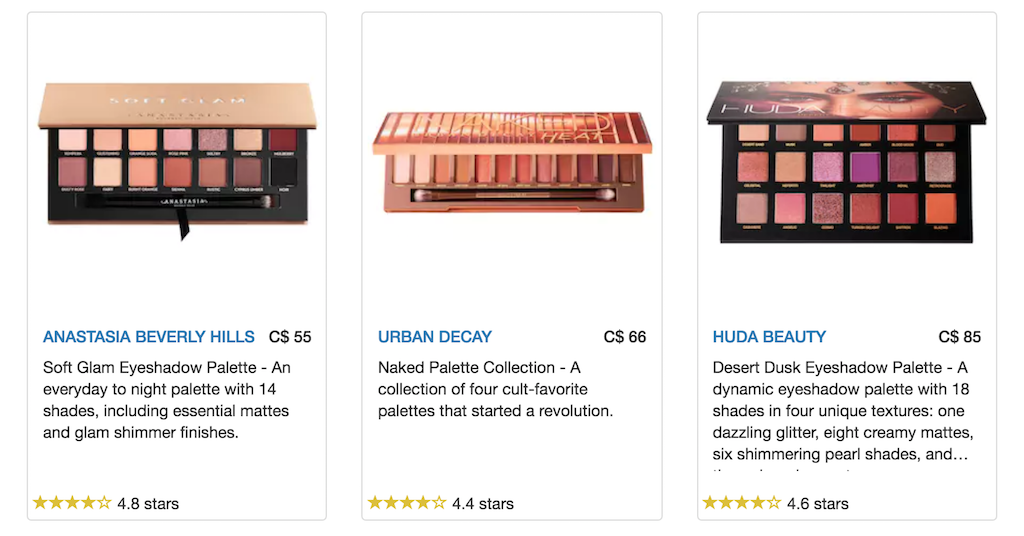 SOFT GLAM
ANASTASIA
NAKED
HEAT
HUDA BEAUTY
ANASTASIA BEVERLY HILLS C$ 55
Soft Glam Eyeshadow Palette - An
everyday to night palette with 14
shades, including essential mattes
and glam shimmer finishes.
4.8 stars
URBAN DECAY C$ 66
Naked Palette Collection - A
collection of four cult-favorite
palettes that started a revolution.
4.4 stars
HUDA BEAUTY C$ 85
Desert Dusk Eyeshadow Palette - A
dynamic eyeshadow palette with 18
shades in four unique textures: one
dazzling glitter, eight creamy mattes,
six shimmering pearl shades, and…
4.6 stars